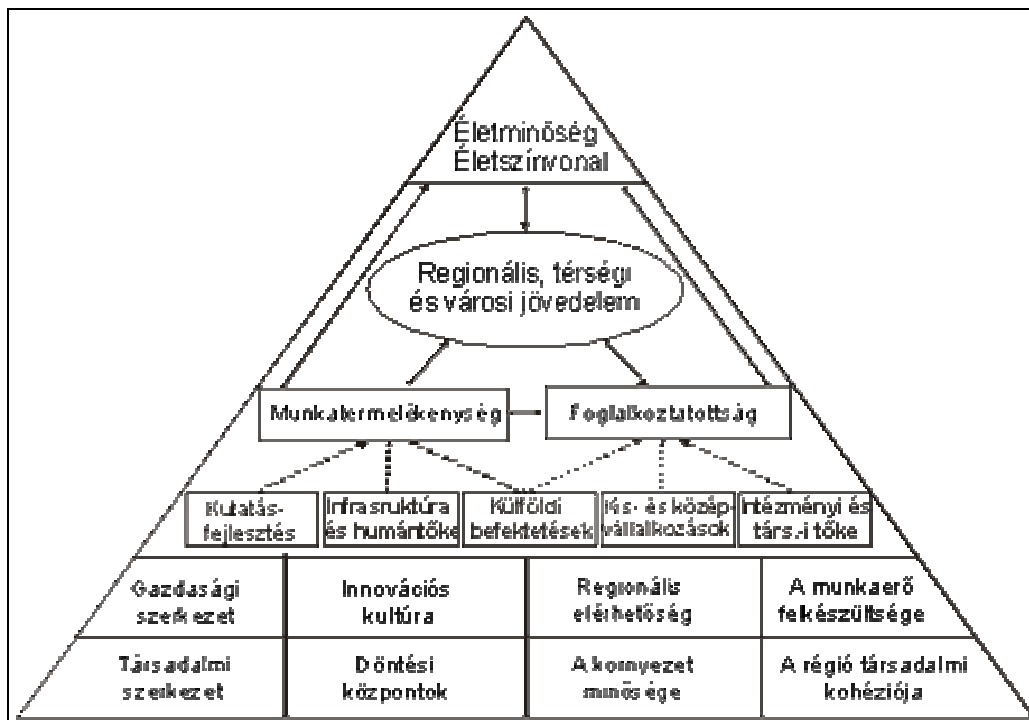 Életminőség
Életszínvonal
Regionális, térségi
és városi jövedelem
Munkatermelékenység
Foglalkoztatottság
Kutatás-
fejlesztés
Infrasruktúra
és humántőke
Külföldi
befektetések
Kis- és közép-
vállalkozások
Intézményi és
társ.-i tőke
Gazdasági
szerkezet
Innovációs
kultúra
Regionális
elérhetőség
A munkaerő
felkészültsége
Társadalmi
szerkezet
Döntési
központok
A környezet
minősége
A régió társadalmi
kohéziója